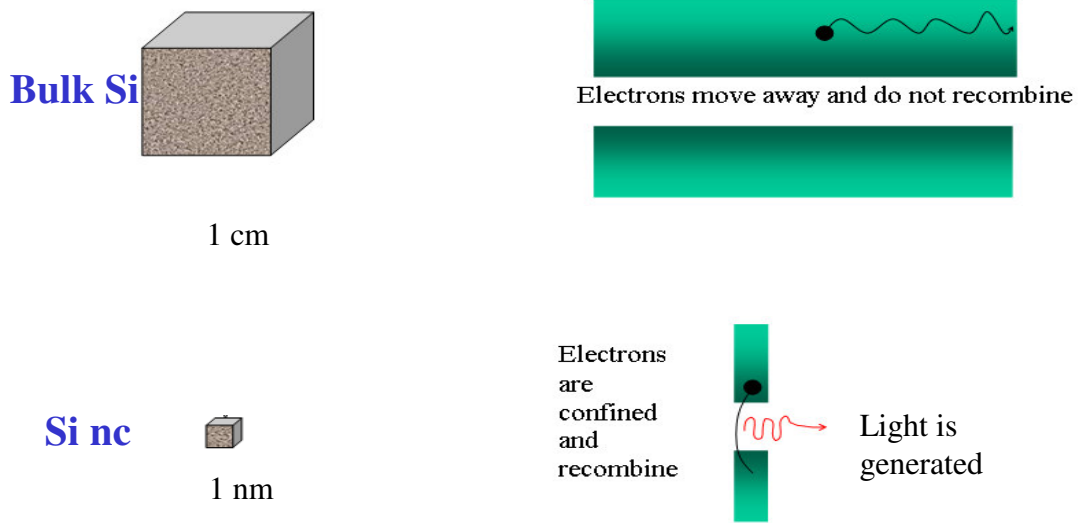 Bulk Si
Electrons move away and do not recombine
1 cm
Electrons
are
confined
and
recombine
Si nc
Light is
generated
1 nm